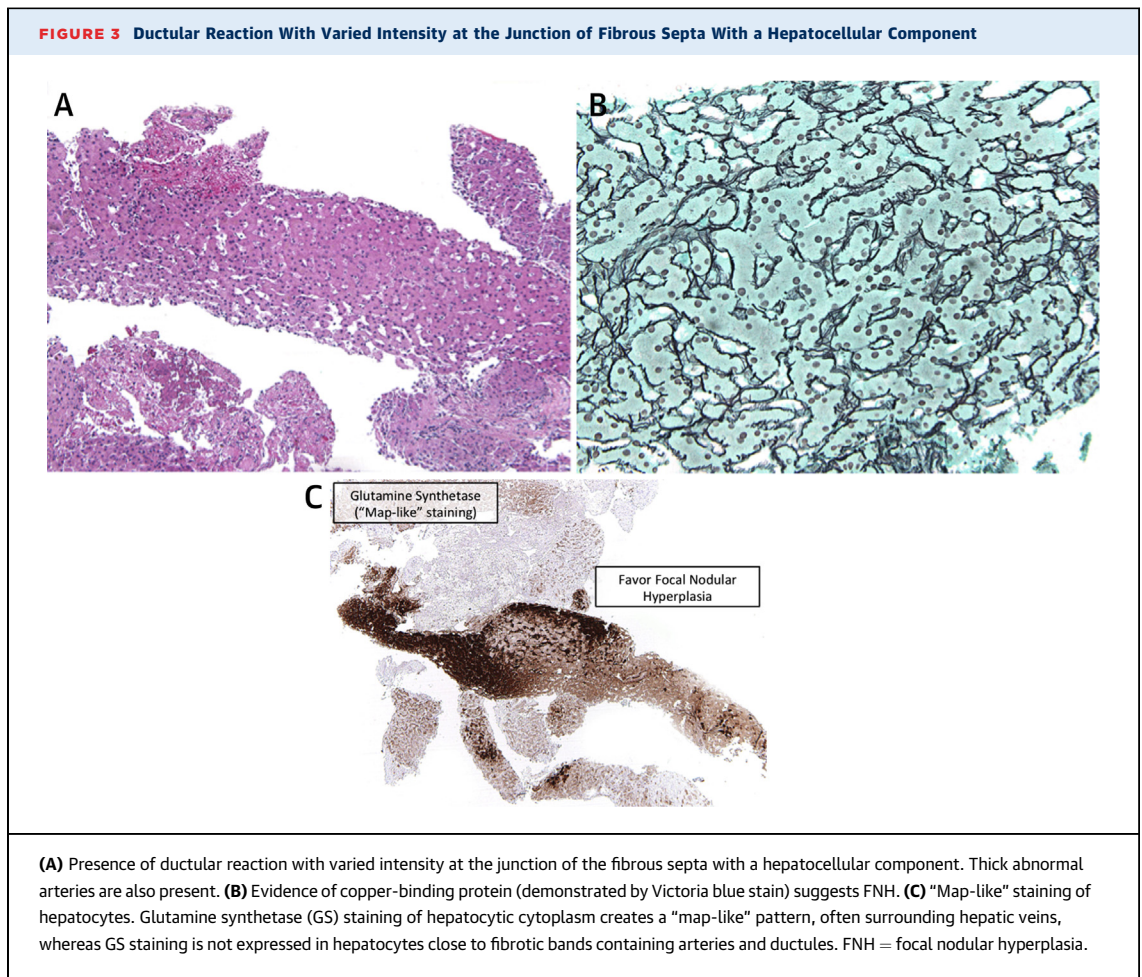 FIGURE 3 Ductular Reaction With Varied Intensity at the Junction of Fibrous Septa With a Hepatocellular Component
A
B
C
Glutamine Synthetase
("Map-like" staining)
Favor Focal Nodular
Hyperplasia
(A) Presence of ductular reaction with varied intensity at the junction of the fibrous septa with a hepatocellular component. Thick abnormal
arteries are also present. (B) Evidence of copper-binding protein (demonstrated by Victoria blue stain) suggests FNH. (C) “Map-like” staining of
hepatocytes. Glutamine synthetase (GS) staining of hepatocytic cytoplasm creates a “map-like” pattern, often surrounding hepatic veins,
whereas GS staining is not expressed in hepatocytes close to fibrotic bands containing arteries and ductules. FNH = focal nodular hyperplasia.